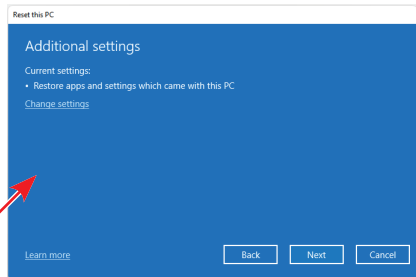 Reset this PC
Additional settings
Current settings:
• Restore apps and settings which came with this PC
Change settings
Learn more
Back
Next
Cancel